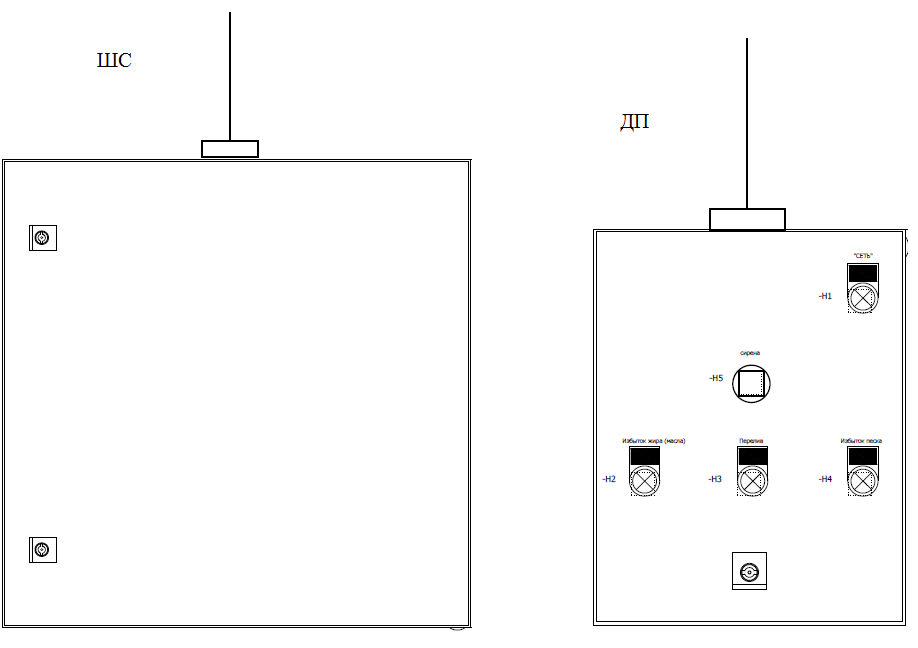 ШС
ДП
"СЕТЬ"
-H1
сирена
-H5
Избыток жира (масла)
Перелив
Избыток песка
-H2
-H3
-H4